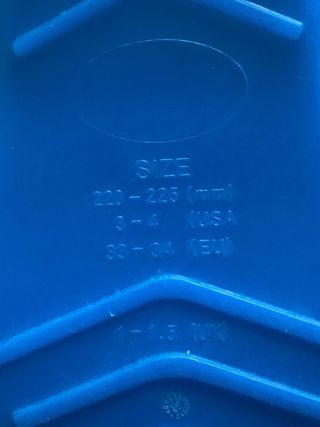 SIZE
220-225 (mm)
3-4 (USA
33-34 (EU)
1-1.5 (UK)